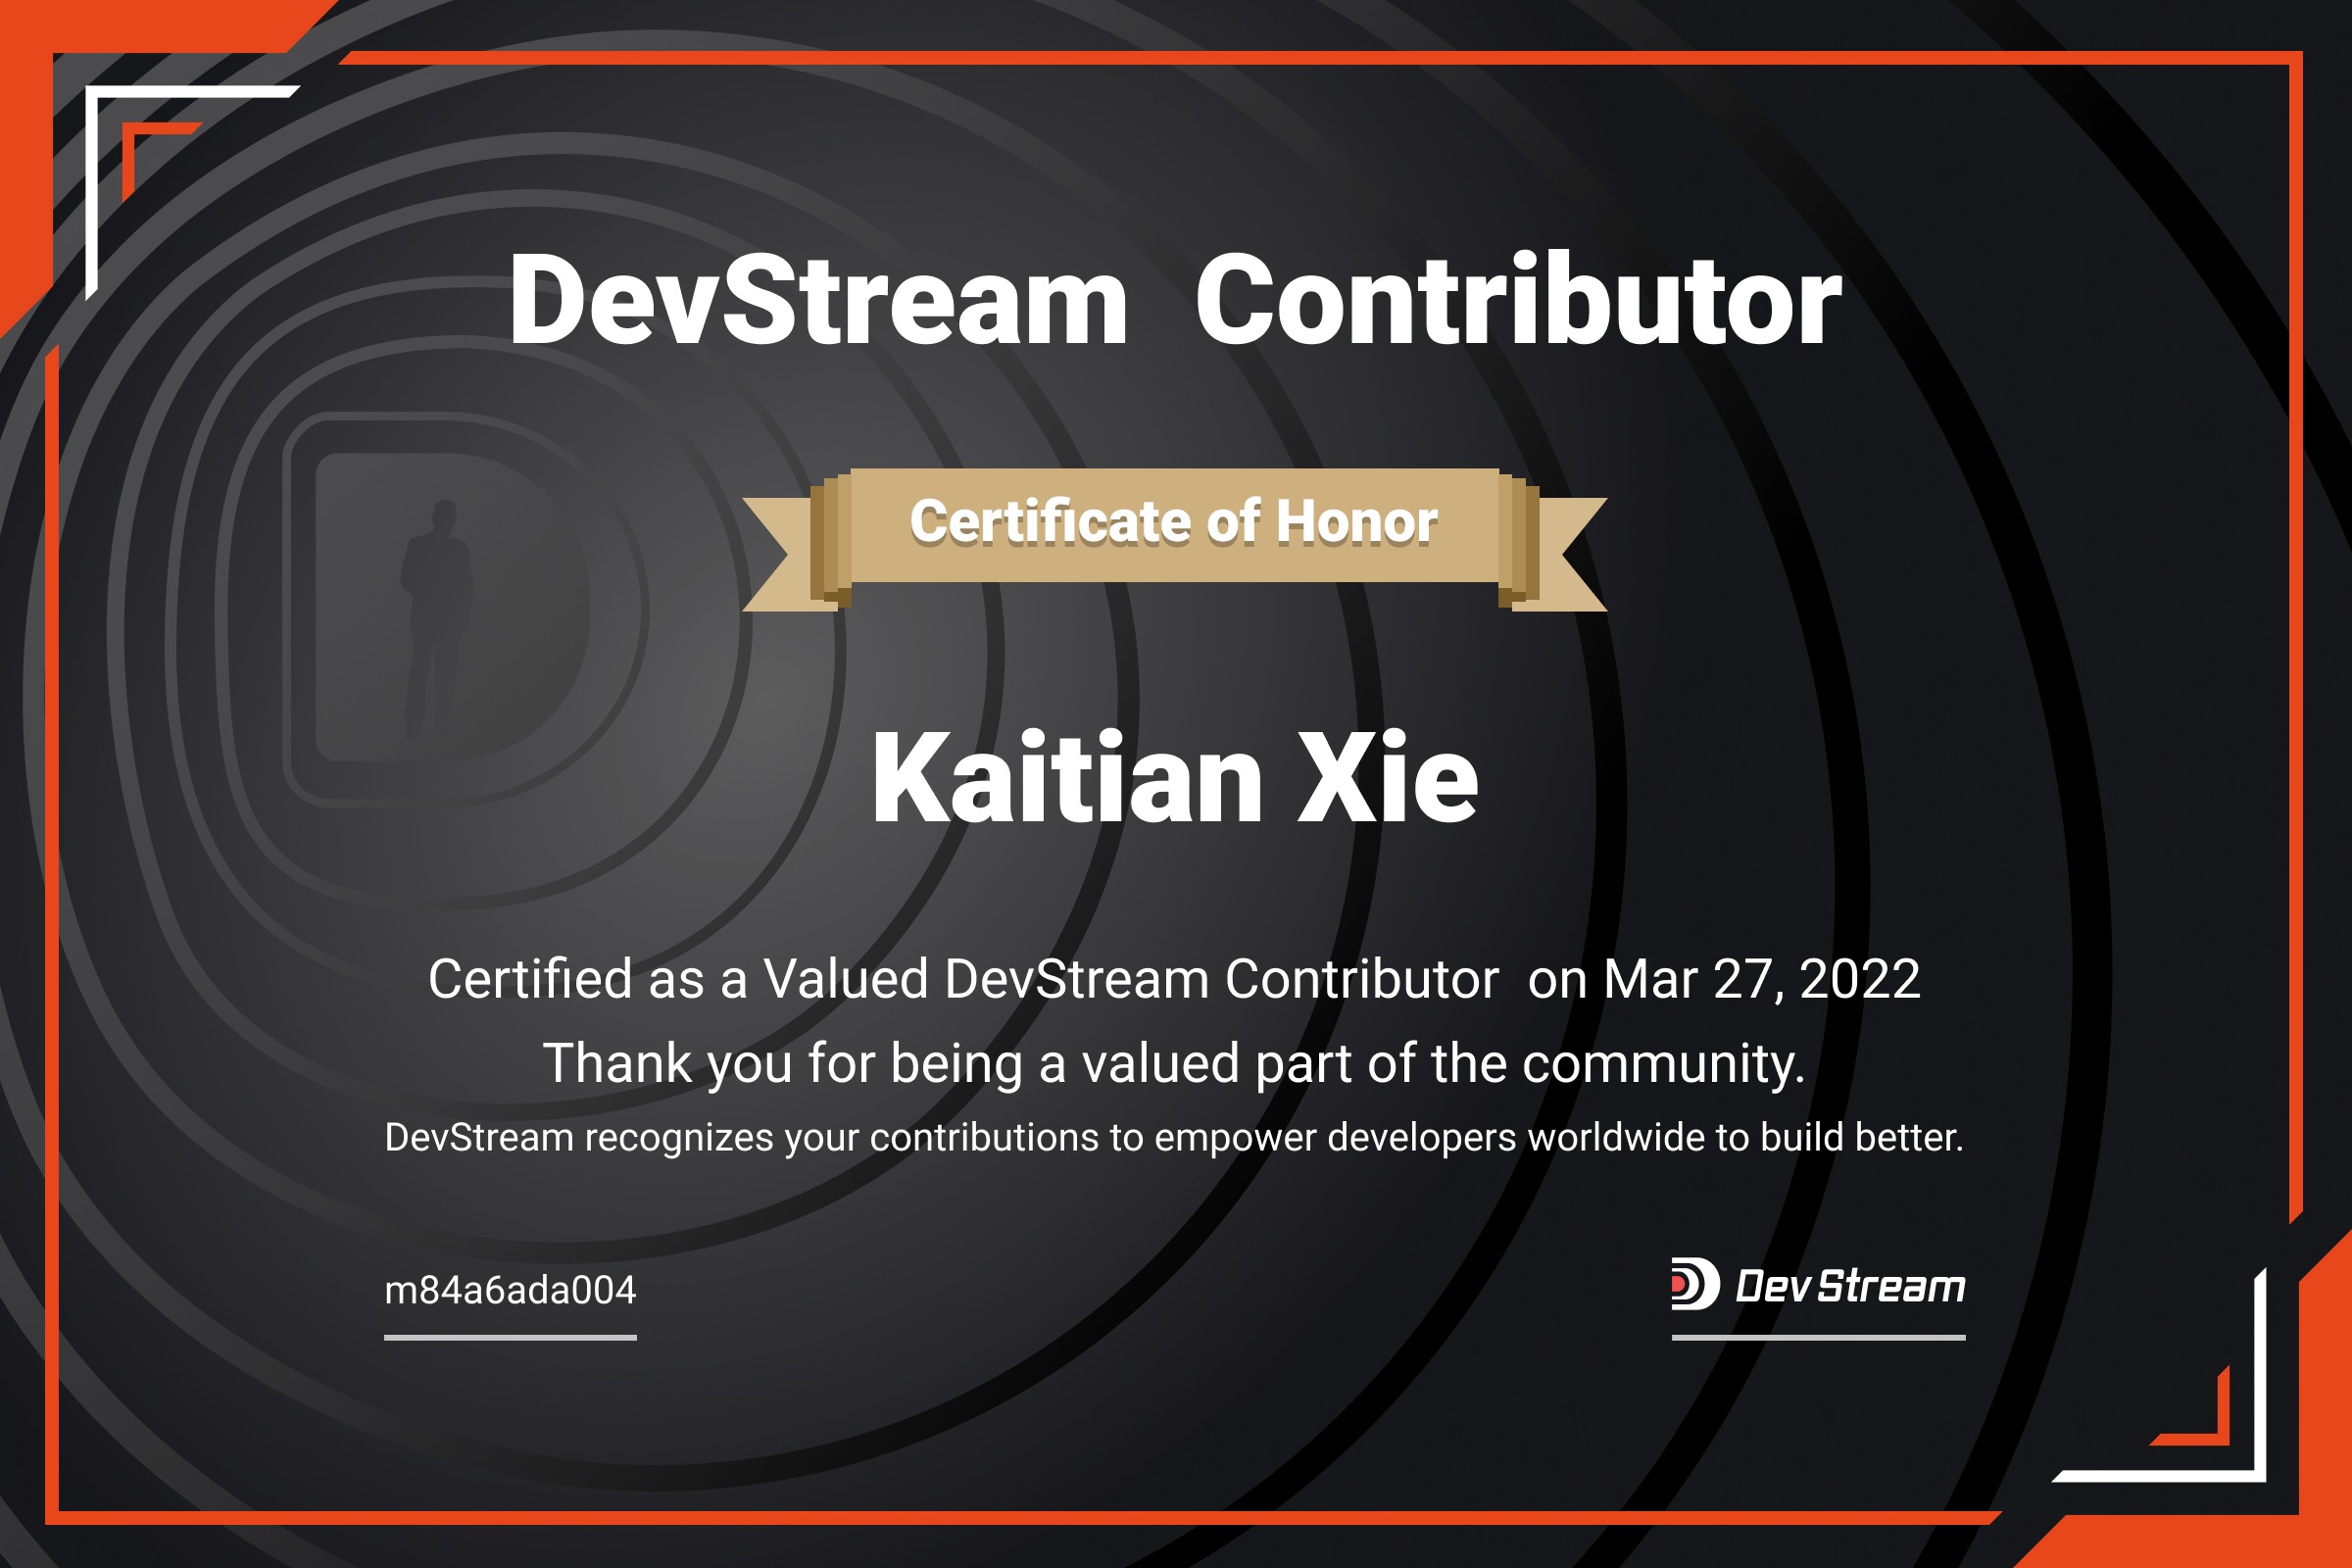 DevStream Contributor
Certificate of Honor
Kaitian Xie
Certified as a Valued DevStream Contributor on Mar 27, 2022
Thank you for being a valued part of the community.
DevStream recognizes your contributions to empower developers worldwide to build better.
m84a6ada004
DevStream